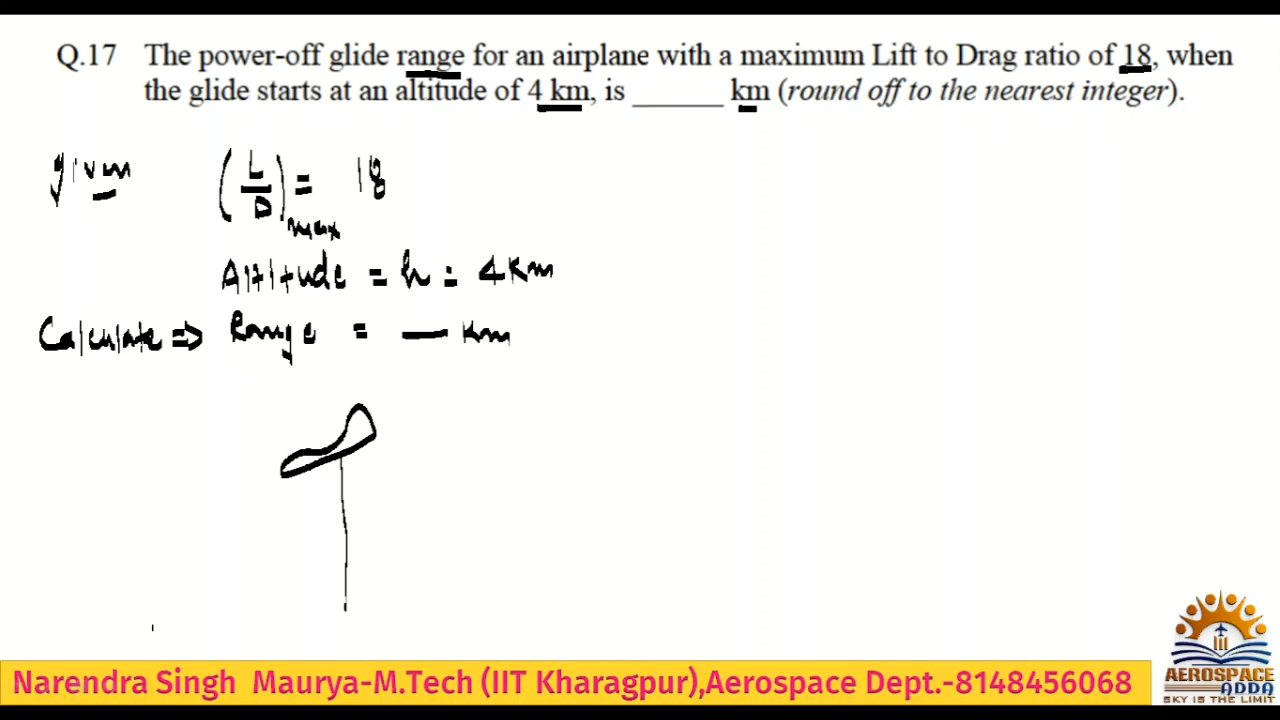 Q.17 The power-off glide range for an airplane with a maximum Lift to Drag ratio of 18, when
the glide starts at an altitude of 4 km, is ______ km (round off to the nearest integer).
given (L/D)max = 18
Altitude = h = 4km
Calculate => Range = — km
Narendra Singh Maurya-M.Tech (IIT Kharagpur),Aerospace Dept.-8148456068
AEROSPACE
ADDA
SKY IS THE LIMIT